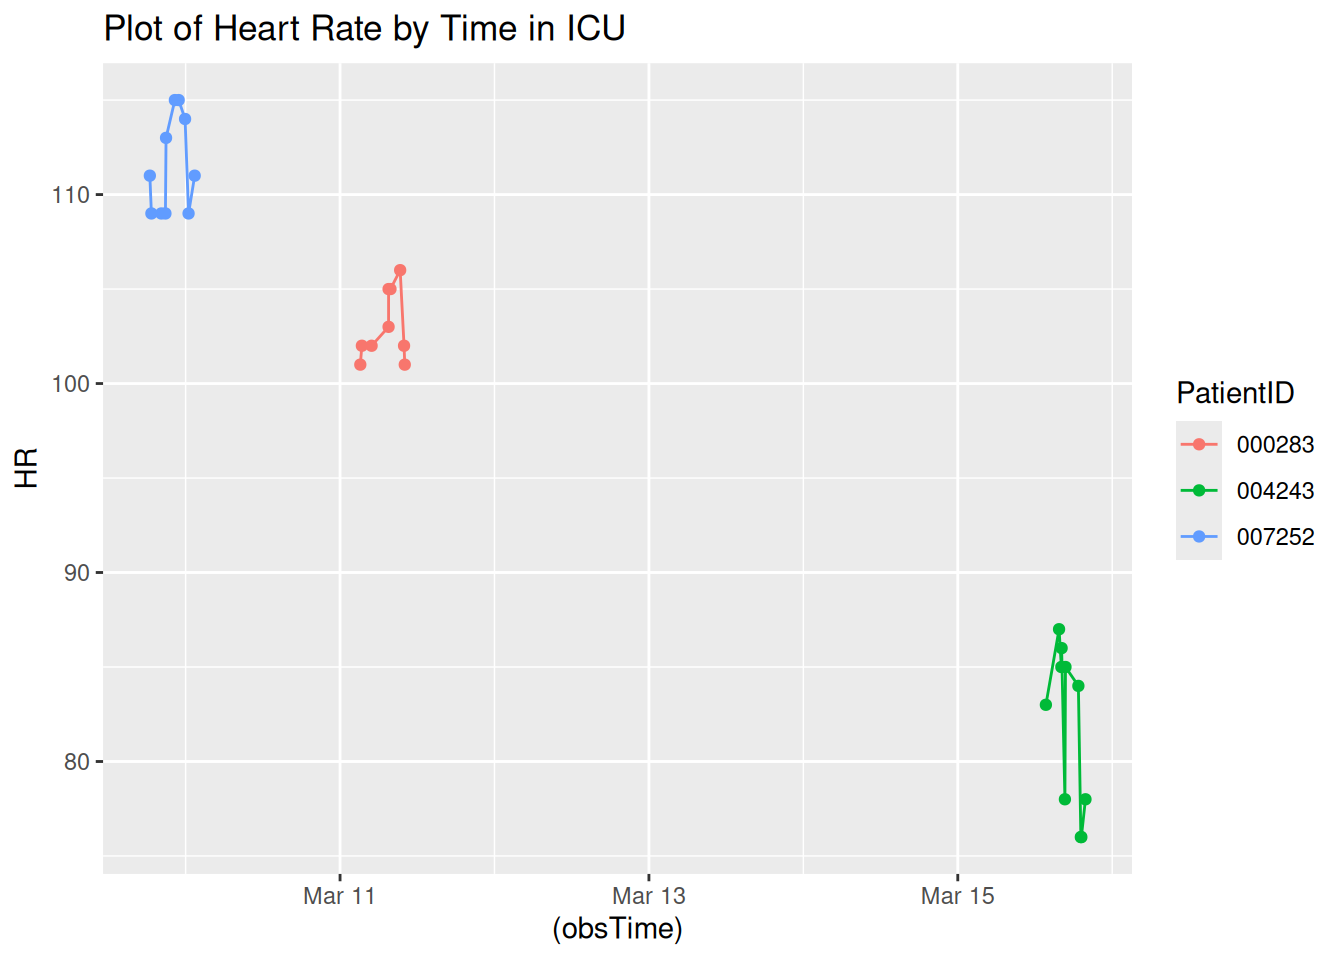 Plot of Heart Rate by Time in ICU
110
100
90
80
HR
Mar 11
Mar 13
Mar 15
(obsTime)
PatientID
000283
004243
007252